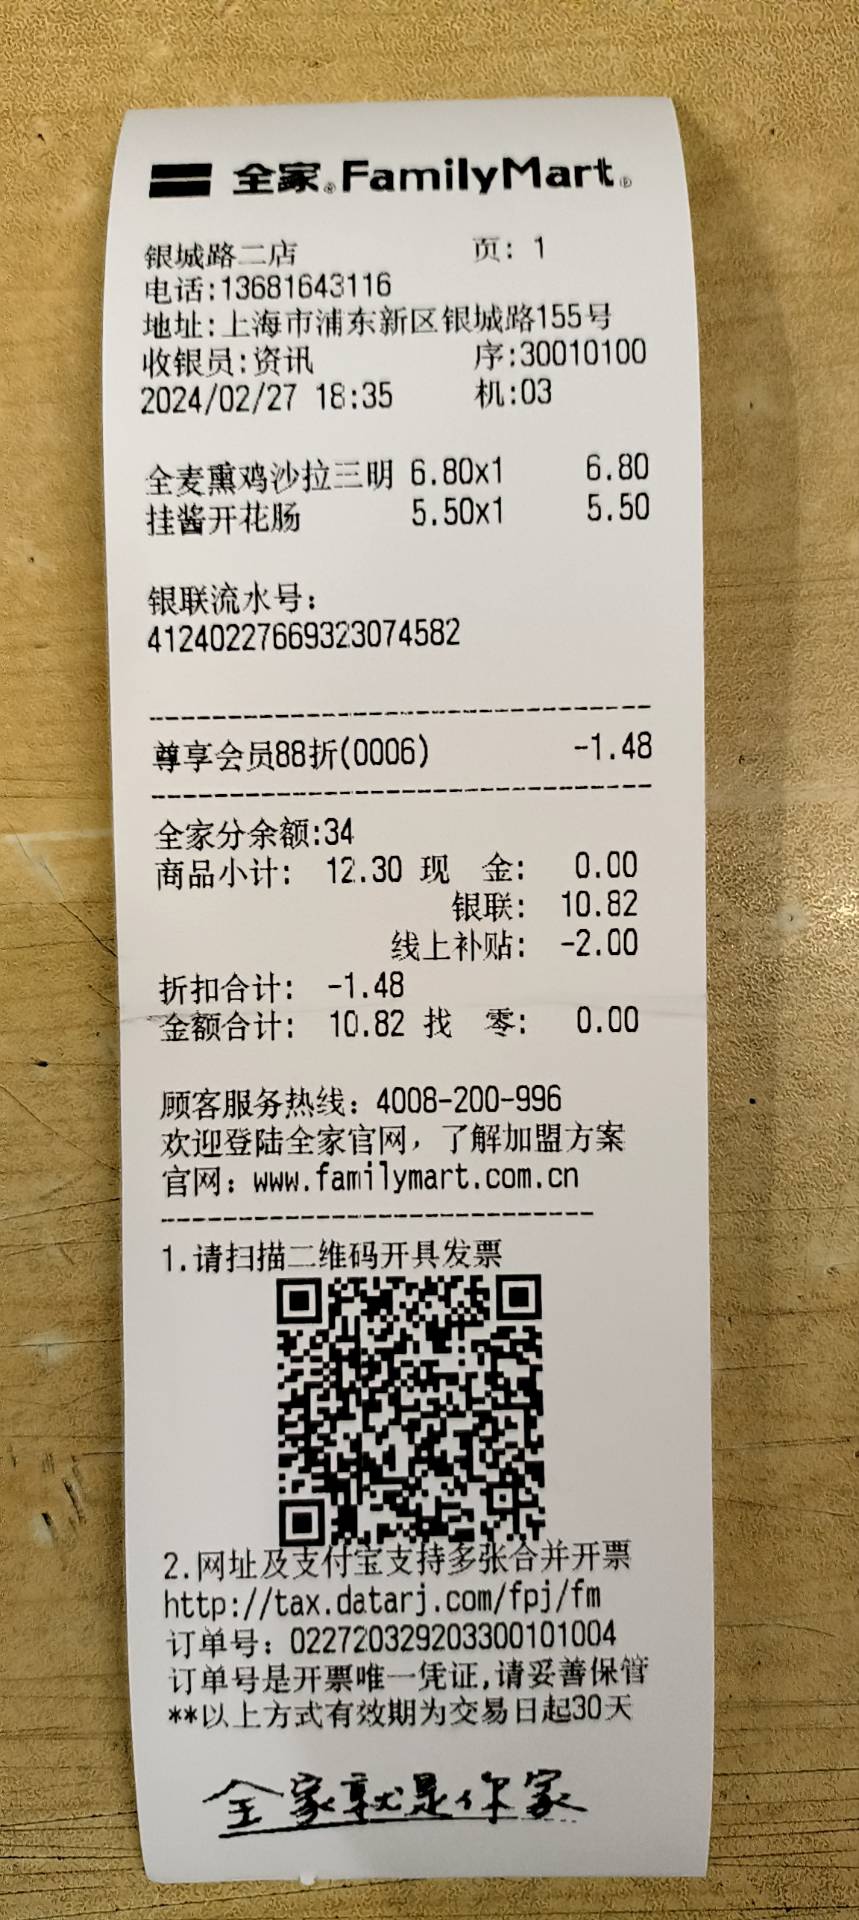 全家 FamilyMart
银城路二店 页: 1
电话:13681643116
地址:上海市浦东新区银城路155号
收银员:资讯 序:30010100
2024/02/27 18:35 机:03
全麦熏鸡沙拉三明 6.80x1 6.80
挂酱开花肠 5.50x1 5.50
银联流水号:
41240227669323074582
尊享会员88折(0006) -1.48
全家分余额:34
商品小计: 12.30 现 金: 0.00
银联: 10.82
线上补贴: -2.00
折扣合计: -1.48
金额合计: 10.82 找 零: 0.00
顾客服务热线: 4008-200-996
欢迎登陆全家官网,了解加盟方案
官网: www.familymart.com.cn
1.请扫描二维码开具发票
2.网址及支付宝支持多张合并开票
http://tax.datarj.com/fpj/fm
订单号: 022720329203300101004
订单号是开票唯一凭证,请妥善保管
**以上方式有效期为交易日起30天
全家就是你家